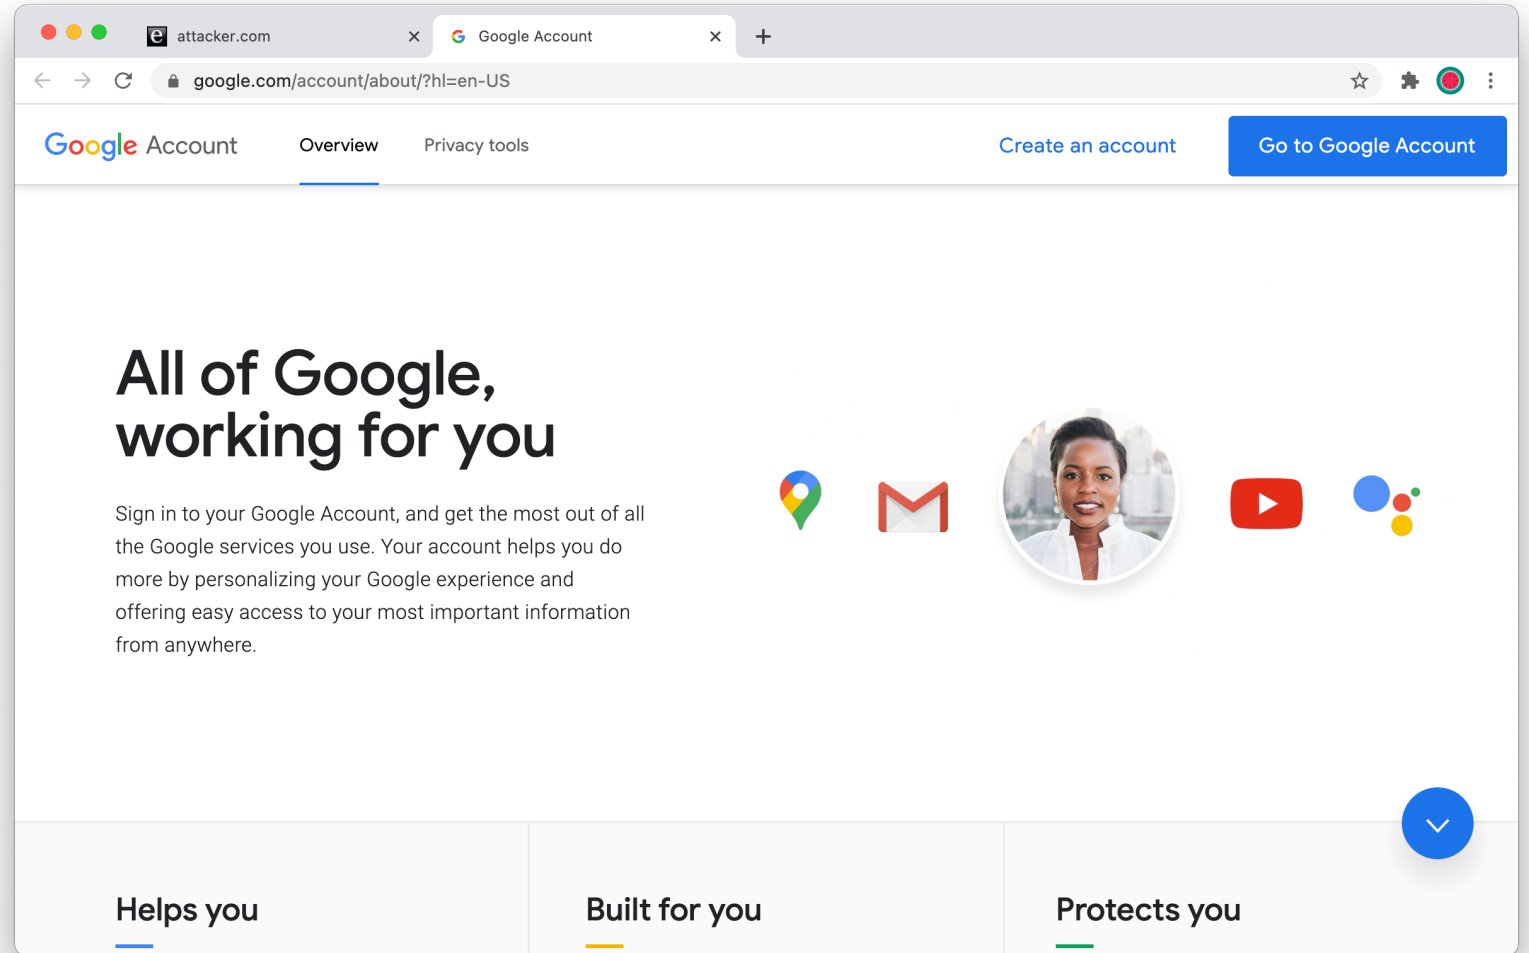 attacker.com
Google Account
google.com/account/about/?hl=en-US
Google Account Overview Privacy tools Create an account Go to Google Account
All of Google,
working for you
Sign in to your Google Account, and get the most out of all
the Google services you use. Your account helps you do
more by personalizing your Google experience and
offering easy access to your most important information
from anywhere.
Helps you
Built for you
Protects you